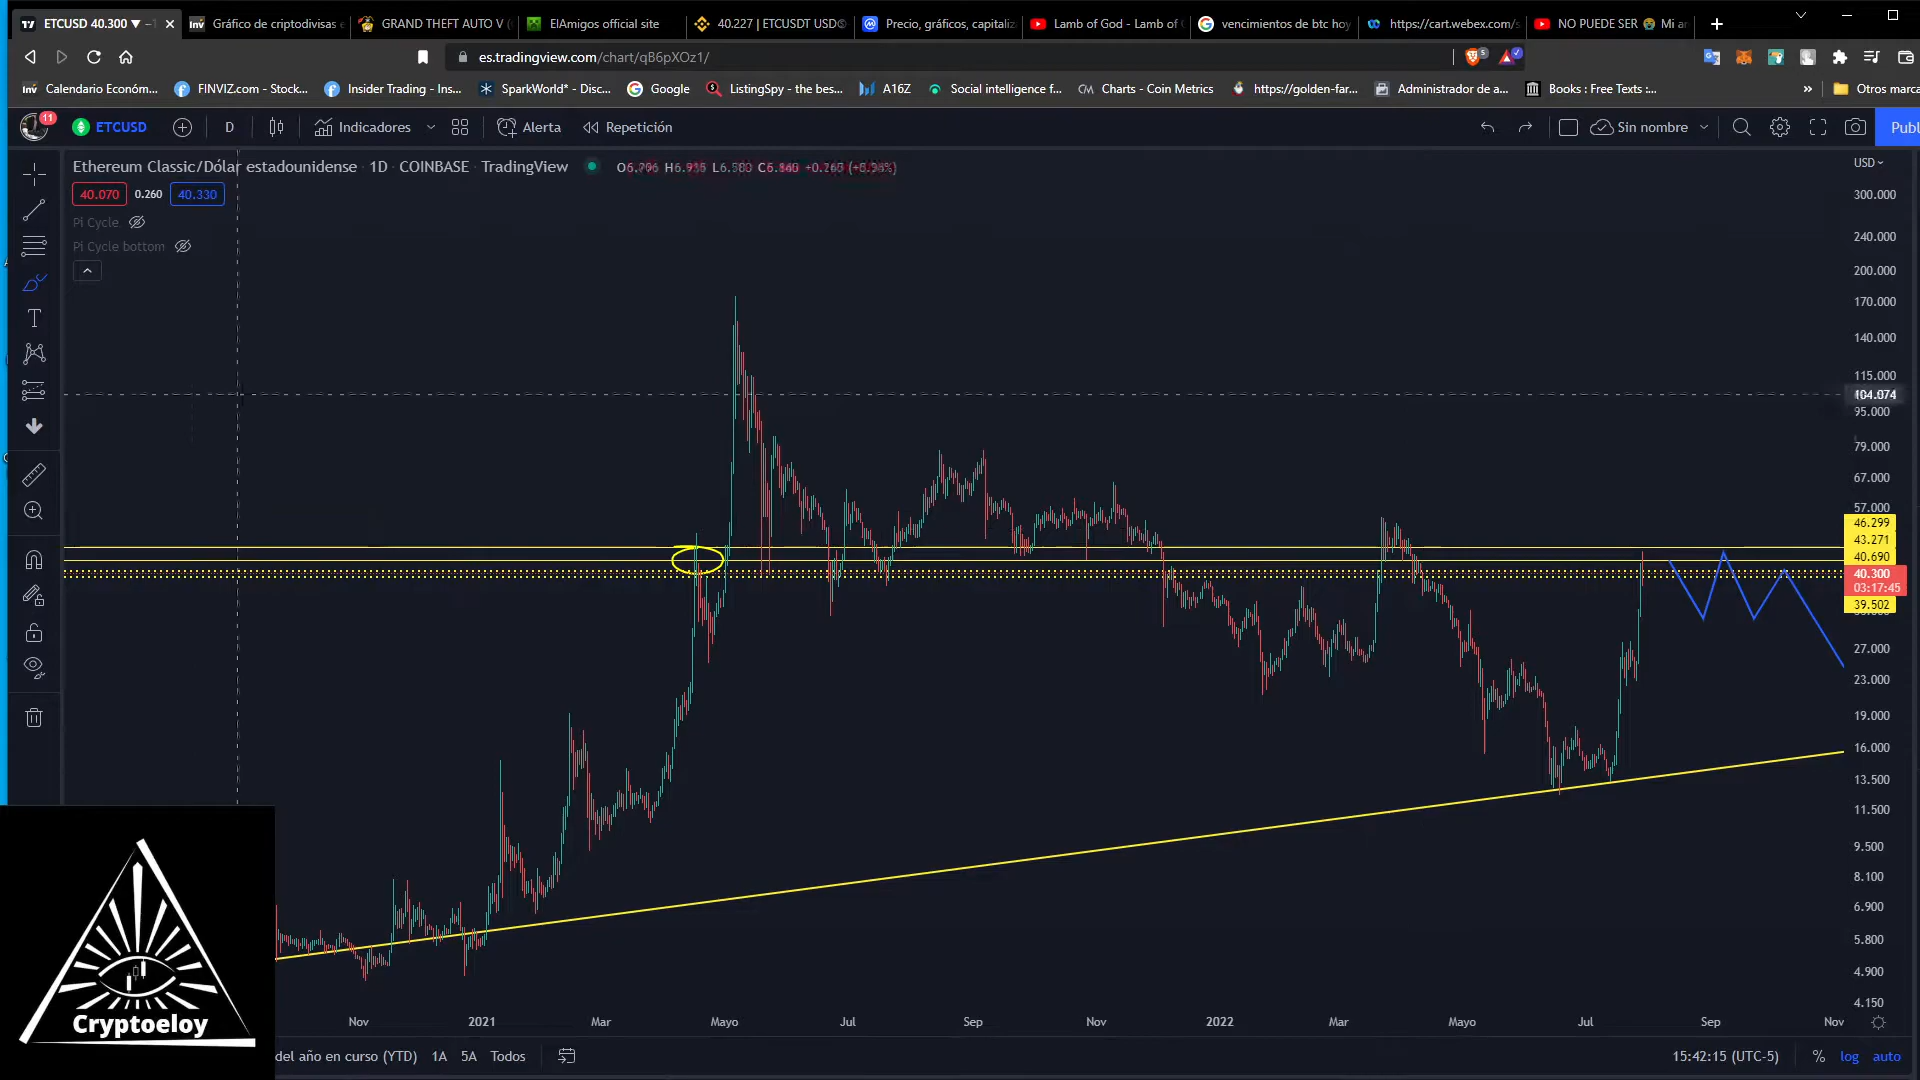 ETCUSD 40.300 ▼ −1
Gráfico de criptodivisas e
GRAND THEFT AUTO V (
ElAmigos official site
40.227 | ETCUSDT USDⓈ
Precio, gráficos, capitaliz
Lamb of God - Lamb of
vencimientos de btc hoy
https://cart.webex.com/s
NO PUEDE SER 😭 Mi ar
es.tradingview.com/chart/qB6pXOz1/
Calendario Económ...
FINVIZ.com - Stock...
Insider Trading - Ins...
SparkWorld* - Disc...
Google
ListingSpy - the bes...
A16Z
Social intelligence f...
Charts - Coin Metrics
https://golden-far...
Administrador de a...
Books : Free Texts :...
Otros marca
11
ETCUSD
D
Indicadores
Alerta
Repetición
Sin nombre
Publ
Ethereum Classic/Dólar estadounidense · 1D · COINBASE · TradingView
USD
40.070 0.260 40.330
Pi Cycle
Pi Cycle bottom
300.000
240.000
200.000
170.000
140.000
115.000
104.074
95.000
79.000
67.000
57.000
46.299
43.271
40.690
40.300
03:17:45
39.502
27.000
23.000
19.000
16.000
13.500
11.500
9.500
8.100
6.900
5.800
4.900
4.150
Nov 2021 Mar Mayo Jul Sep Nov 2022 Mar Mayo Jul Sep Nov
del año en curso (YTD) 1A 5A Todos
15:42:15 (UTC-5) % log auto
Cryptoeloy